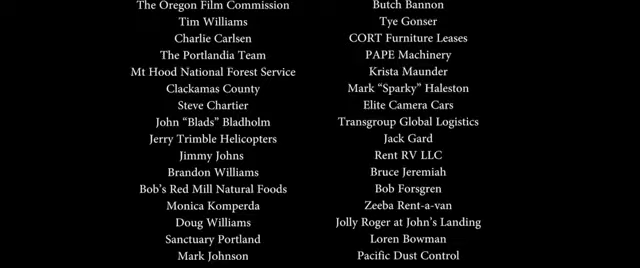 The Oregon Film Commission
Tim Williams
Charlie Carlsen
The Portlandia Team
Mt Hood National Forest Service
Clackamas County
Steve Chartier
John “Blads” Bladholm
Jerry Trimble Helicopters
Jimmy Johns
Brandon Williams
Bob’s Red Mill Natural Foods
Monica Komperda
Doug Williams
Sanctuary Portland
Mark Johnson
Butch Bannon
Tye Gonser
CORT Furniture Leases
PAPE Machinery
Krista Maunder
Mark “Sparky” Haleston
Elite Camera Cars
Transgroup Global Logistics
Jack Gard
Rent RV LLC
Bruce Jeremiah
Bob Forsgren
Zeeba Rent-a-van
Jolly Roger at John’s Landing
Loren Bowman
Pacific Dust Control